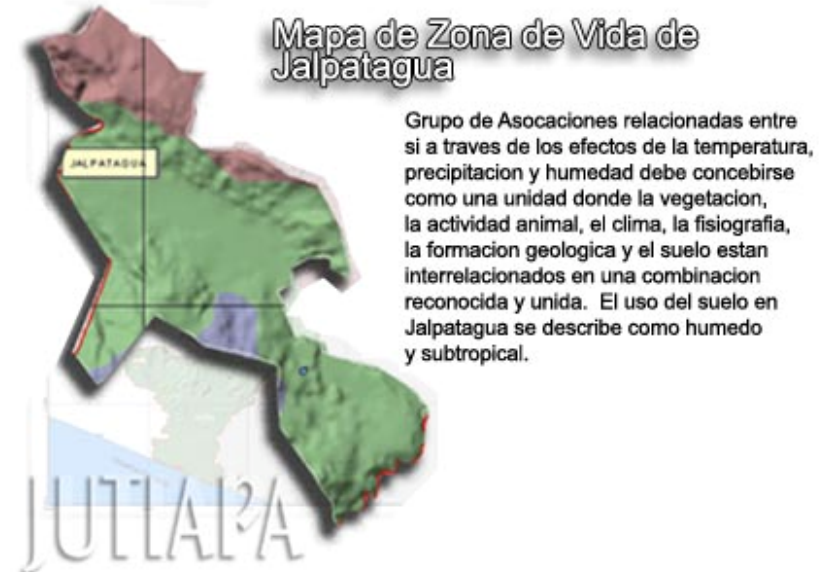 Mapa de Zona de Vida de
Jalpatagua
Grupo de Asocaciones relacionadas entre
si a traves de los efectos de la temperatura,
precipitacion y humedad debe concebirse
como una unidad donde la vegetacion,
la actividad animal, el clima, la fisiografia,
la formacion geologica y el suelo estan
interrelacionados en una combinacion
reconocida y unida. El uso del suelo en
Jalpatagua se describe como humedo
y subtropical.
JALPATAGUA
JUTIAPA